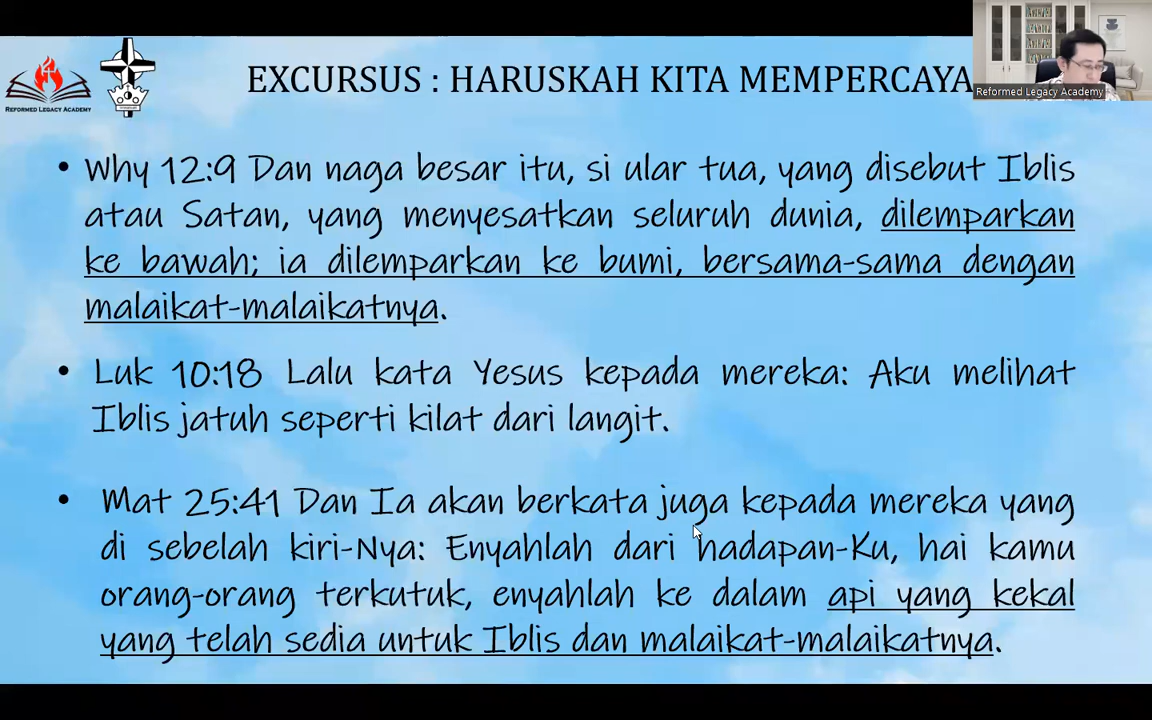 EXCURSUS : HARUSKAH KITA MEMPERCAYA
Reformed Legacy Academy
REFORMED LEGACY ACADEMY
• Why 12:9 Dan naga besar itu, si ular tua, yang disebut Iblis
atau Satan, yang menyesatkan seluruh dunia, dilemparkan
ke bawah; ia dilemparkan ke bumi, bersama-sama dengan
malaikat-malaikatnya.
• Luk 10:18 Lalu kata Yesus kepada mereka: Aku melihat
Iblis jatuh seperti kilat dari langit.
• Mat 25:41 Dan Ia akan berkata juga kepada mereka yang
di sebelah kiri-Nya: Enyahlah dari hadapan-Ku, hai kamu
orang-orang terkutuk, enyahlah ke dalam api yang kekal
yang telah sedia untuk Iblis dan malaikat-malaikatnya.